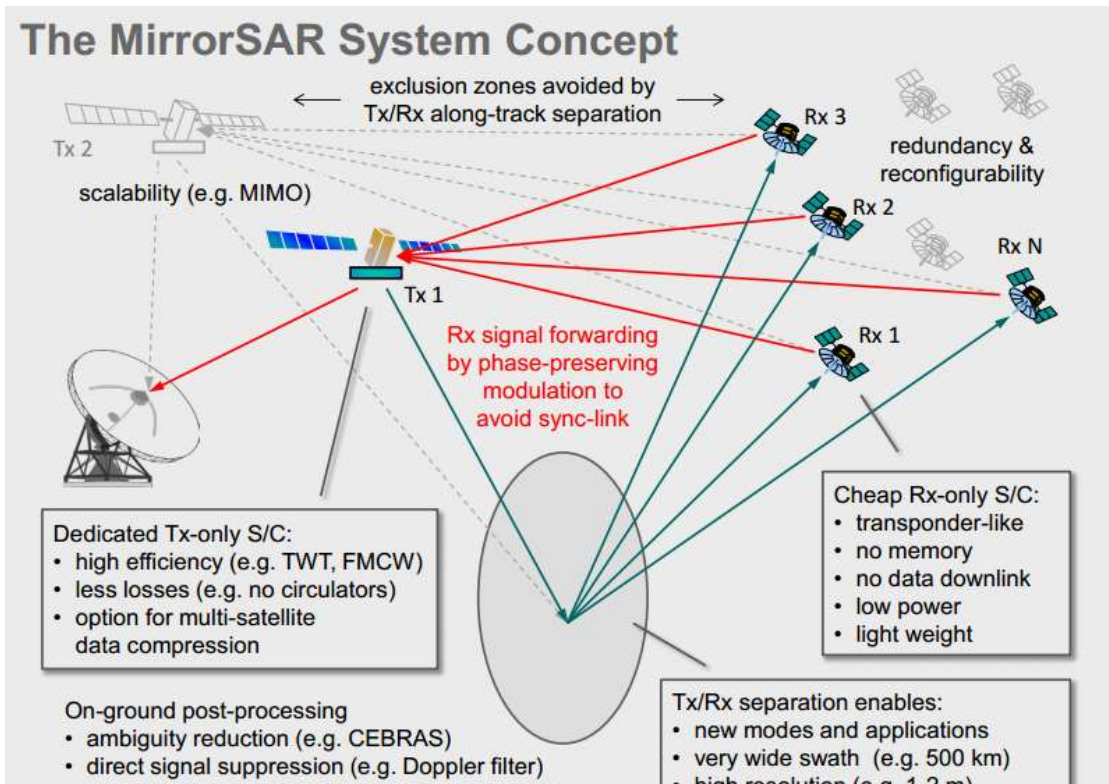 The MirrorSAR System Concept
exclusion zones avoided by
Tx/Rx along-track separation
Tx 2
Rx 3
redundancy &
reconfigurability
scalability (e.g. MIMO)
Rx 2
Rx N
Tx 1
Rx signal forwarding
by phase-preserving
modulation to
avoid sync-link
Rx 1
Dedicated Tx-only S/C:
• high efficiency (e.g. TWT, FMCW)
• less losses (e.g. no circulators)
• option for multi-satellite
data compression
Cheap Rx-only S/C:
• transponder-like
• no memory
• no data downlink
• low power
• light weight
On-ground post-processing
• ambiguity reduction (e.g. CEBRAS)
• direct signal suppression (e.g. Doppler filter)
Tx/Rx separation enables:
• new modes and applications
• very wide swath (e.g. 500 km)